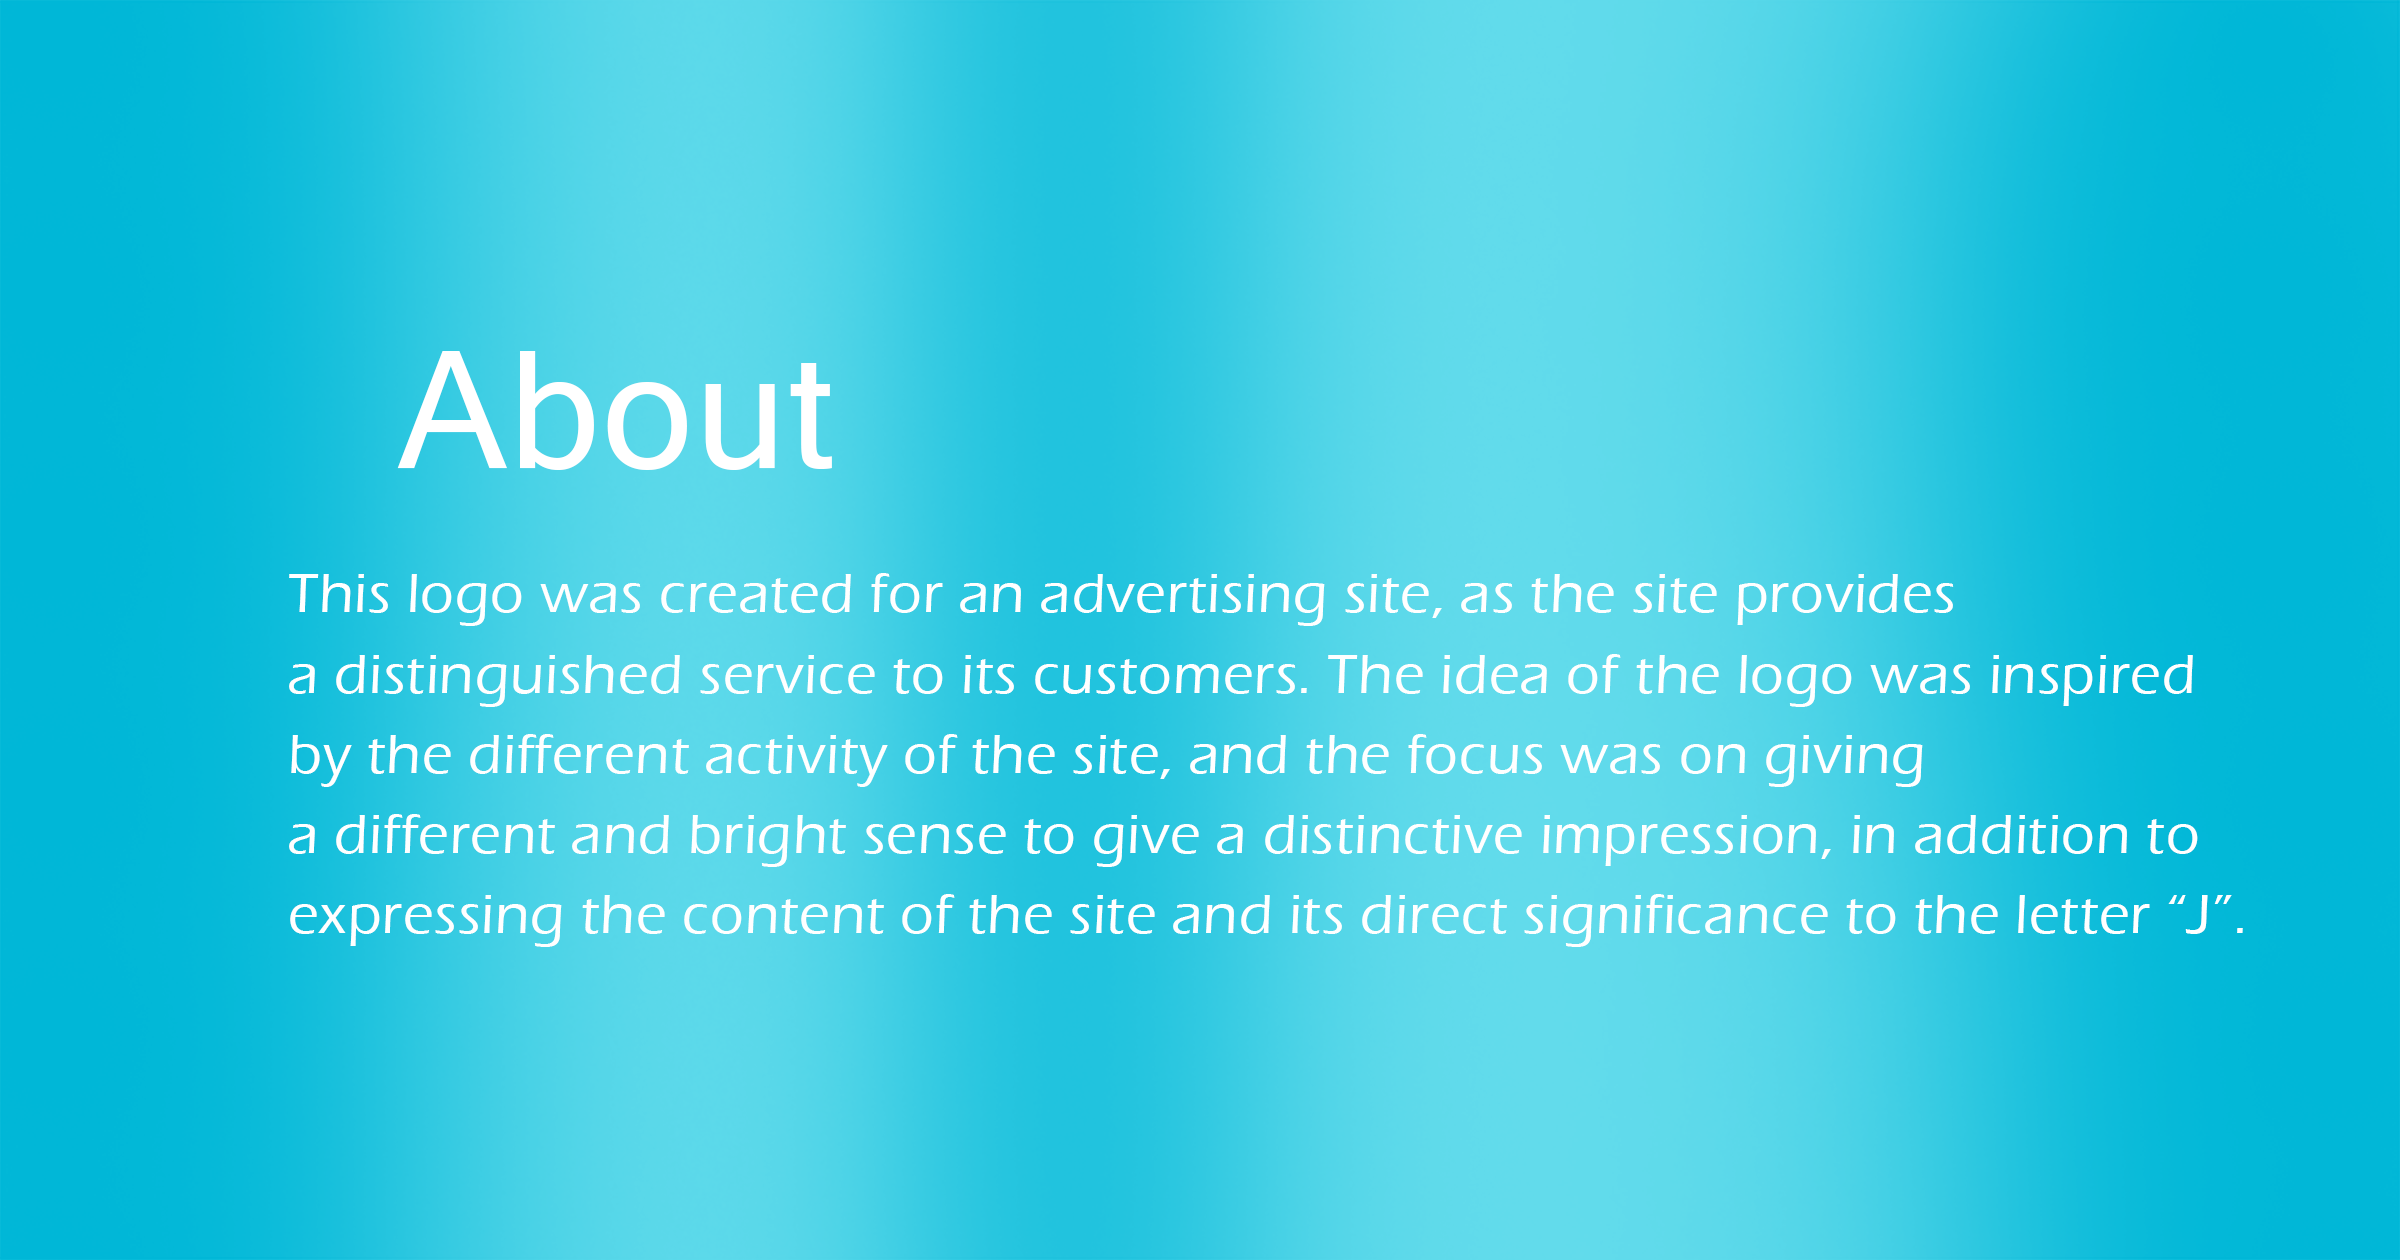 About
This logo was created for an advertising site, as the site provides
a distinguished service to its customers. The idea of the logo was inspired
by the different activity of the site, and the focus was on giving
a different and bright sense to give a distinctive impression, in addition to
expressing the content of the site and its direct significance to the letter “J”.